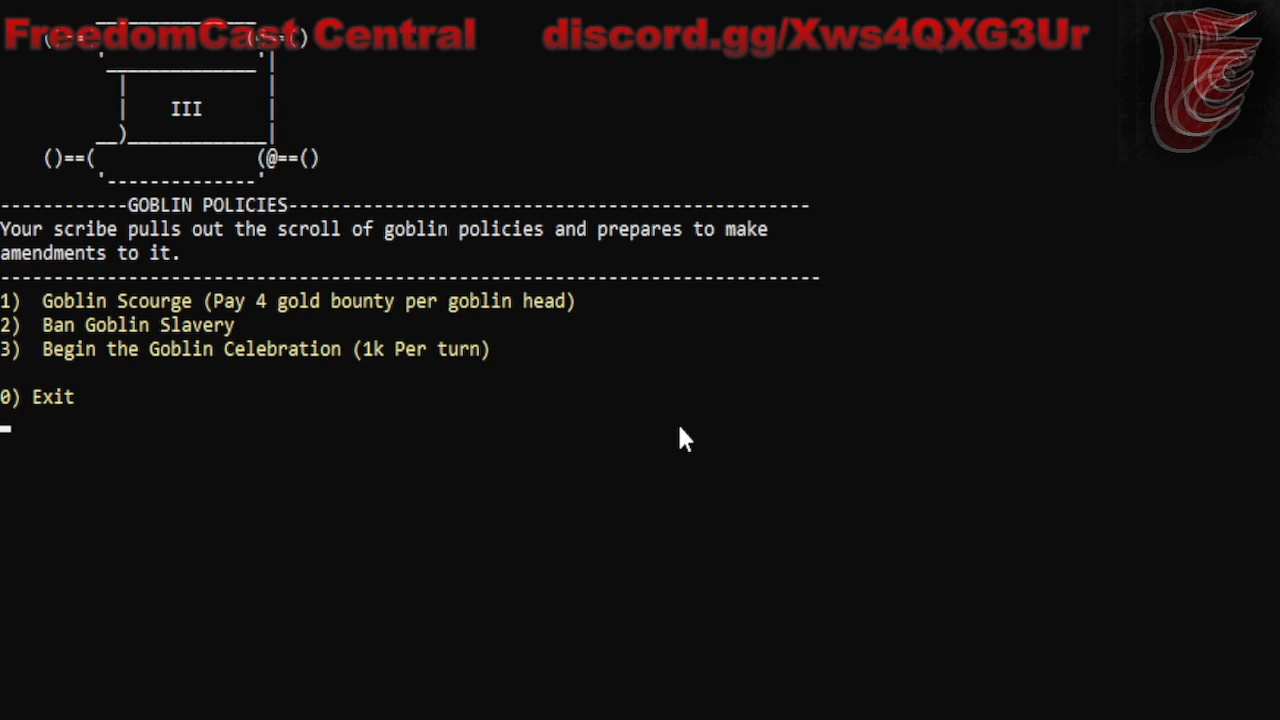 FreedomCast Central discord.gg/Xws4QXG3Ur
III
()==( (@==()
------------GOBLIN POLICIES-------------------------------------------------
Your scribe pulls out the scroll of goblin policies and prepares to make
amendments to it.
-----------------------------------------------------------------------------
1) Goblin Scourge (Pay 4 gold bounty per goblin head)
2) Ban Goblin Slavery
3) Begin the Goblin Celebration (1k Per turn)
0) Exit